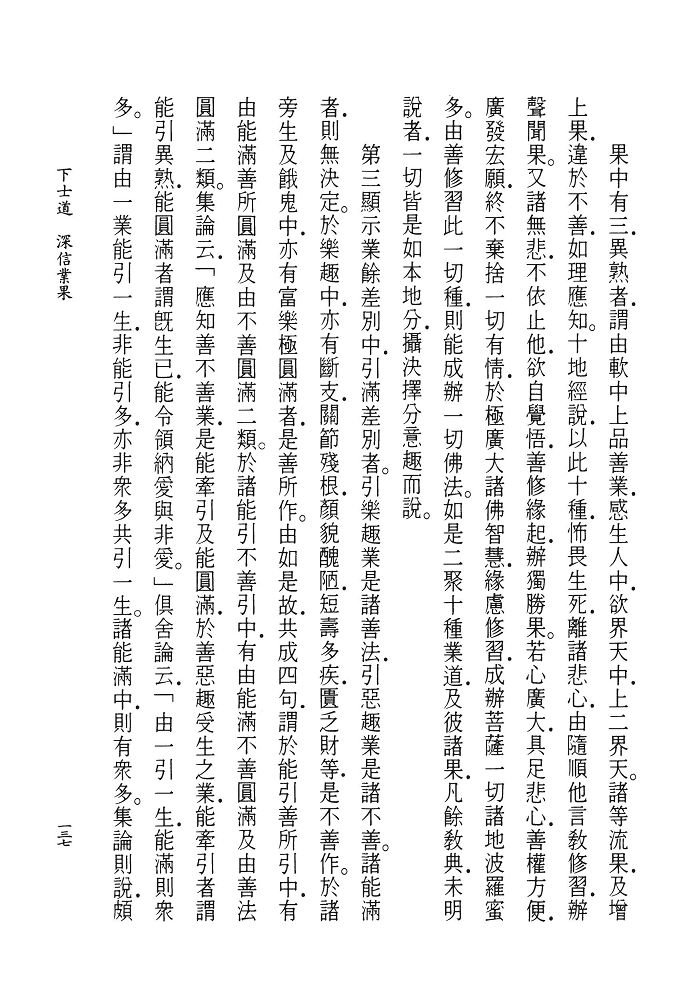 果中有三．異熟者．謂由軟中上品善業．感生人中．欲界天中．上二界天。諸等流果．及增
上果．違於不善．如理應知。十地經說．以此十種．怖畏生死．離諸悲心．由隨順他言敎修習．辦
聲聞果。又諸無悲．不依止他．欲自覺悟．善修緣起．辦獨勝果。若心廣大．具足悲心．善權方便．
廣發宏願．終不棄捨一切有情．於極廣大諸佛智慧．緣慮修習．成辦菩薩一切諸地波羅蜜
多。由善修習此一切種．則能成辦一切佛法。如是二聚十種業道．及彼諸果．凡餘敎典．未明
說者．一切皆是如本地分．攝決擇分意趣而說。
第三顯示業餘差別中．引滿差別者。引樂趣業是諸善法．引惡趣業是諸不善。諸能滿
者．則無決定。於樂趣中．亦有斷支．關節殘根．顏貌醜陋．短壽多疾．匱乏財等．是不善作。於諸
旁生及餓鬼中．亦有富樂極圓滿者．是善所作。由如是故．共成四句．謂於能引善所引中．有
由能滿善所圓滿及由不善圓滿二類。於諸能引不善引中．有由能滿不善圓滿及由善法
圓滿二類。集論云．「應知善不善業．是能牽引及能圓滿．於善惡趣受生之業．能牽引者謂
能引異熟．能圓滿者謂旣生已．能令領納愛與非愛。」俱舍論云．「由一引一生．能滿則衆
多。」謂由一業能引一生．非能引多．亦非衆多共引一生。諸能滿中．則有衆多。集論則說．頗
下士道　深信業果
一三七